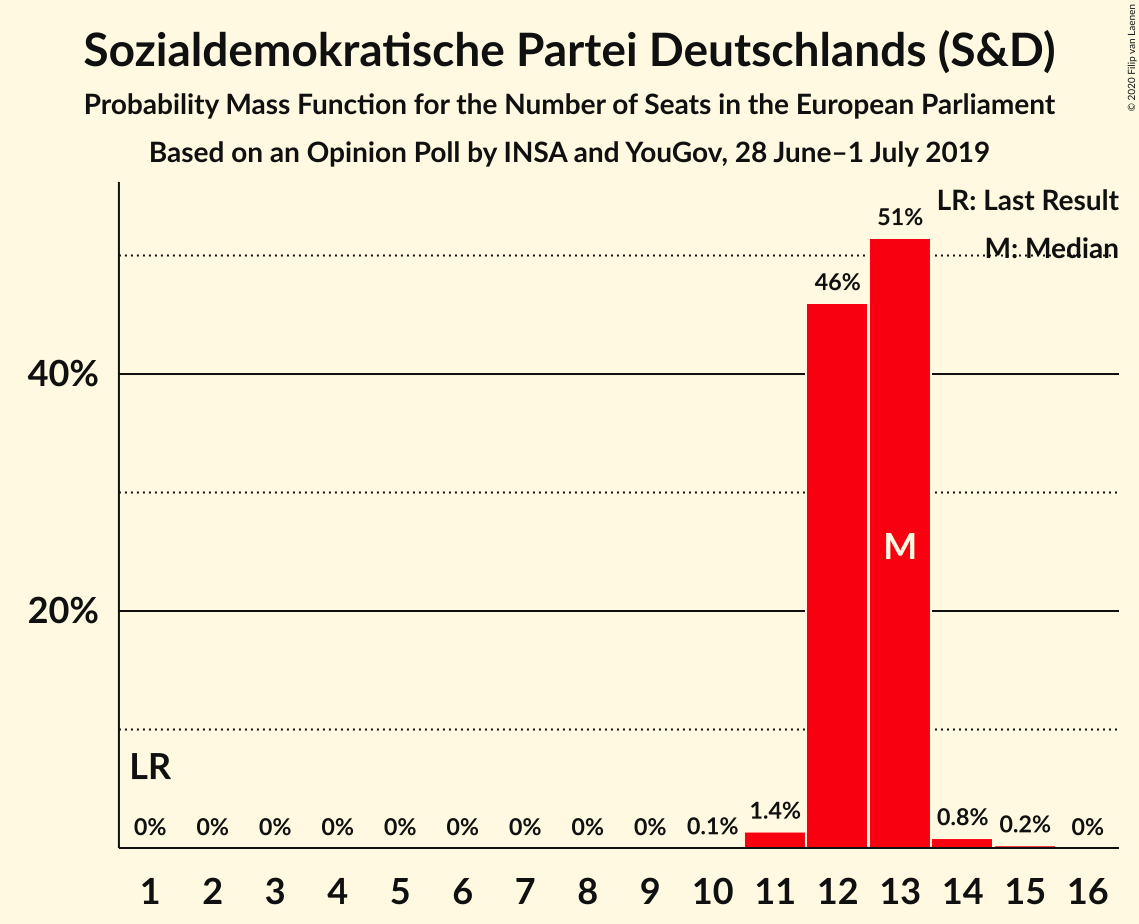 Sozialdemokratische Partei Deutschlands (S&D)
Probability Mass Function for the Number of Seats in the European Parliament
Based on an Opinion Poll by INSA and YouGov, 28 June–1 July 2019
© 2020 Filip van Laenen
LR: Last Result
M: Median
51%
46%
40%
M
20%
LR
0% 0% 0% 0% 0% 0% 0% 0% 0% 0.1% 1.4% 0.8% 0.2% 0%
1 2 3 4 5 6 7 8 9 10 11 12 13 14 15 16